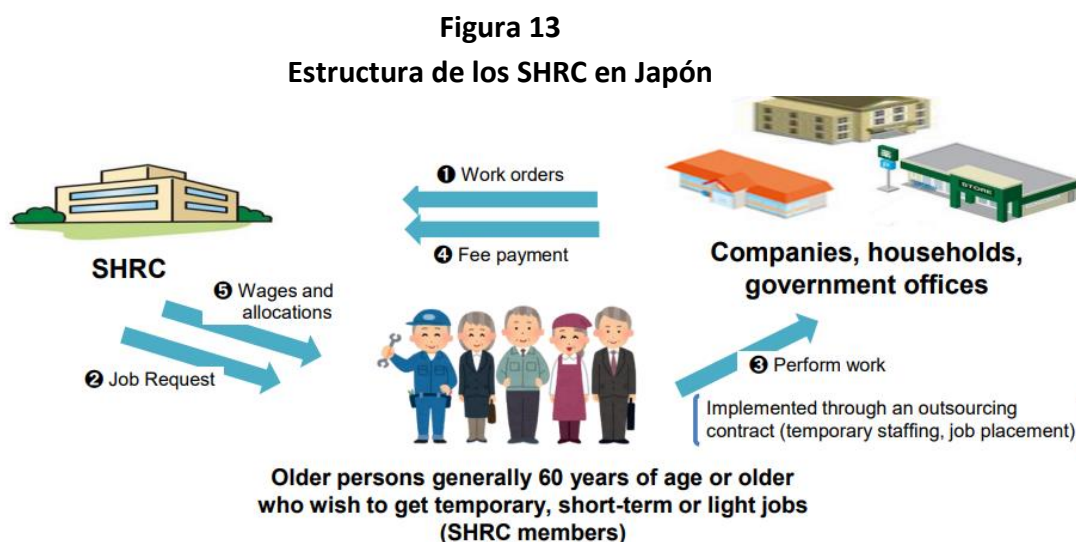 Figura 13
Estructura de los SHRC en Japón
❶ Work orders
STORE
❹ Fee payment
SHRC
Companies, households,
government offices
❺ Wages and
allocations
❷ Job Request
❸ Perform work
Implemented through an outsourcing
contract (temporary staffing, job placement)
Older persons generally 60 years of age or older
who wish to get temporary, short-term or light jobs
(SHRC members)